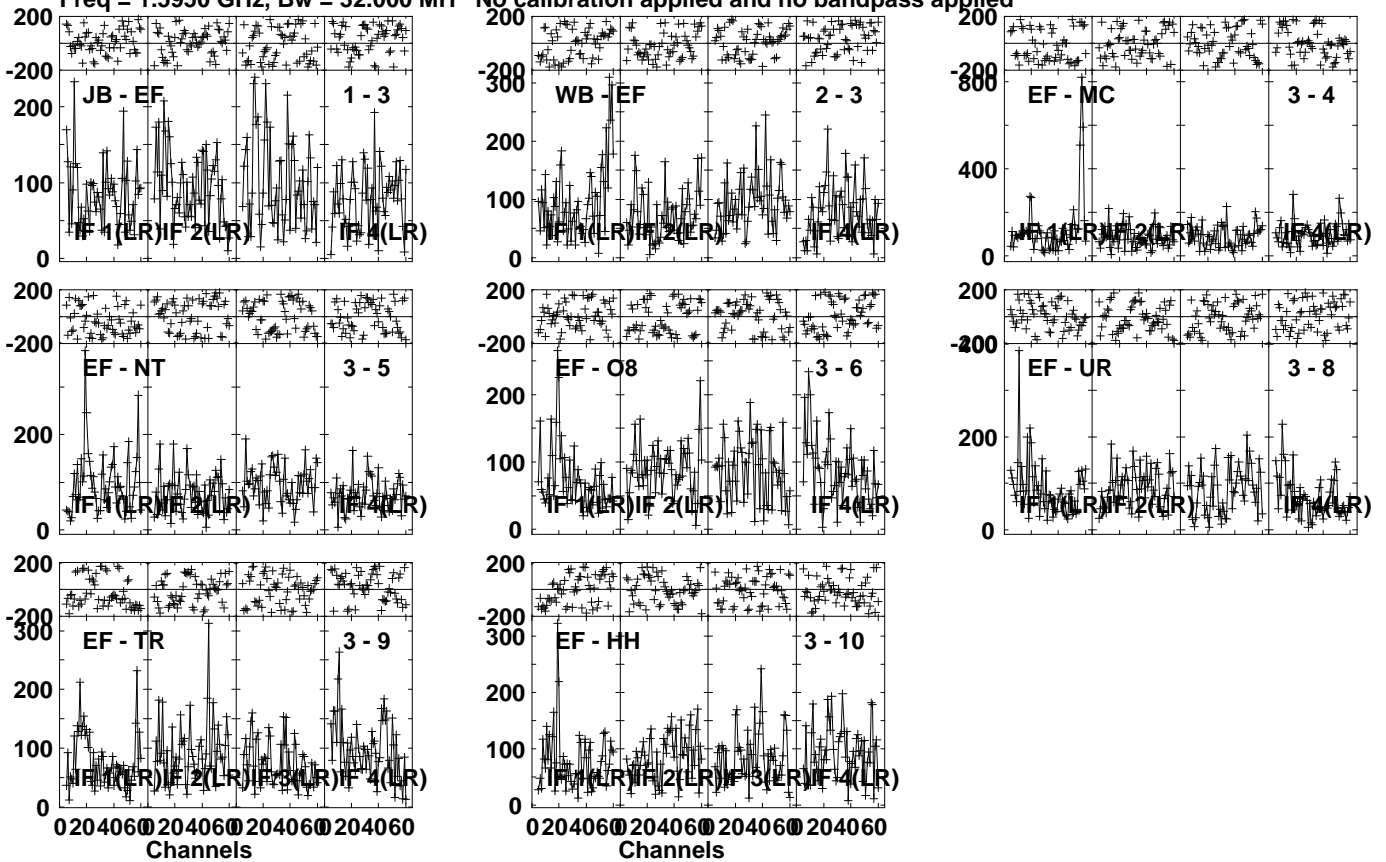 Freq = 1.5950 GHz, Bw = 32.000 MH No calibration applied and no bandpass applied
200
-200
JB - EF 1 - 3
200
100
0
IF 1(LR) IF 2(LR) IF 4(LR)
200
-200
WB - EF 2 - 3
300
200
100
0
IF 1(LR) IF 2(LR) IF 4(LR)
200
-200
EF - MC 3 - 4
800
400
0
IF 1(LR) IF 2(LR) IF 4(LR)
200
-200
EF - NT 3 - 5
200
0
IF 1(LR) IF 2(LR) IF 4(LR)
200
-200
EF - O8 3 - 6
200
100
0
IF 1(LR) IF 2(LR) IF 4(LR)
200
-200
400
EF - UR 3 - 8
200
0
IF 1(LR) IF 2(LR) IF 4(LR)
200
-200
EF - TR 3 - 9
300
200
100
0
IF 1(LR) IF 2(LR) IF 3(LR) IF 4(LR)
0 20 40 60 0 20 40 60 0 20 40 60 0 20 40 60
Channels
200
-200
EF - HH 3 - 10
300
200
100
0
IF 1(LR) IF 2(LR) IF 3(LR) IF 4(LR)
0 20 40 60 0 20 40 60 0 20 40 60 0 20 40 60
Channels